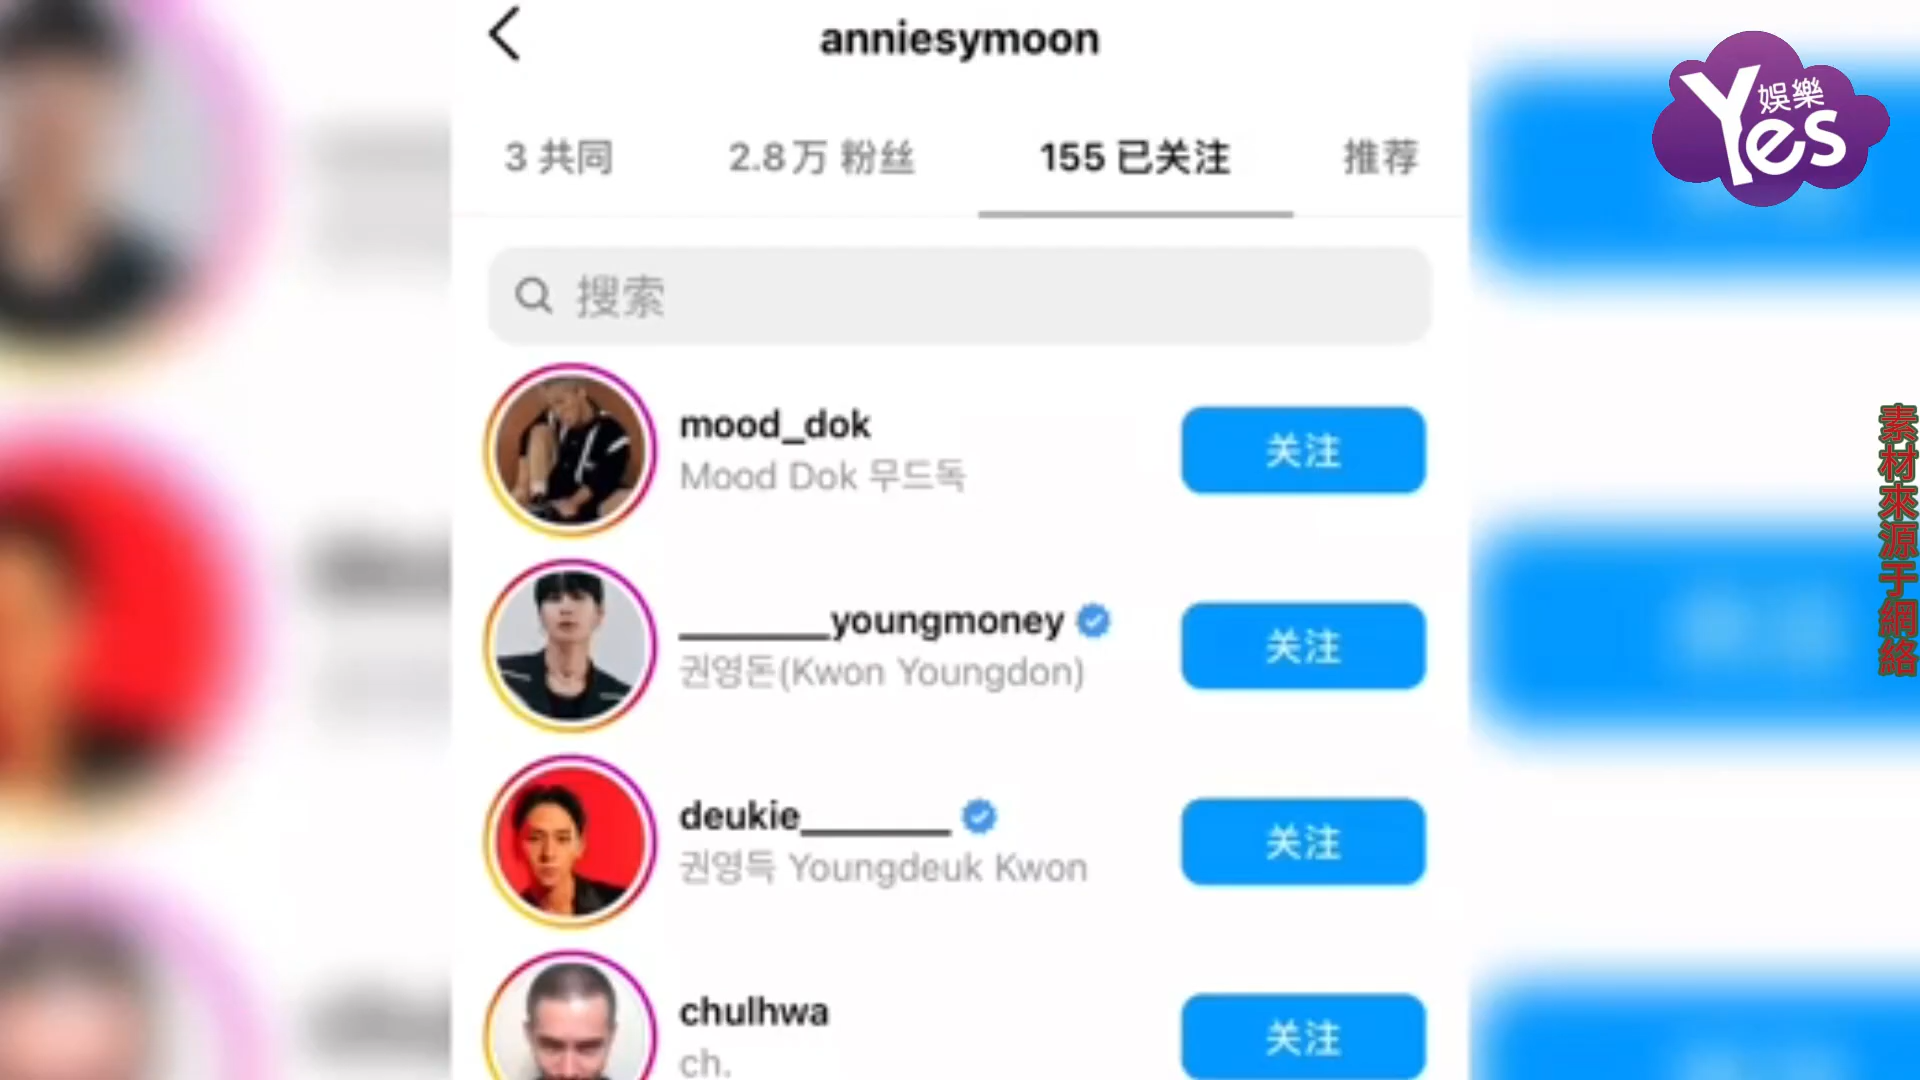 anniesymoon
3 共同
2.8万 粉丝
155 已关注
推荐
Yes 娛樂
搜索
mood_dok
Mood Dok 무드독
关注
________youngmoney
권영돈(Kwon Youngdon)
关注
deukie________
권영득 Youngdeuk Kwon
关注
chulhwa
ch.
关注
素材來源于網絡